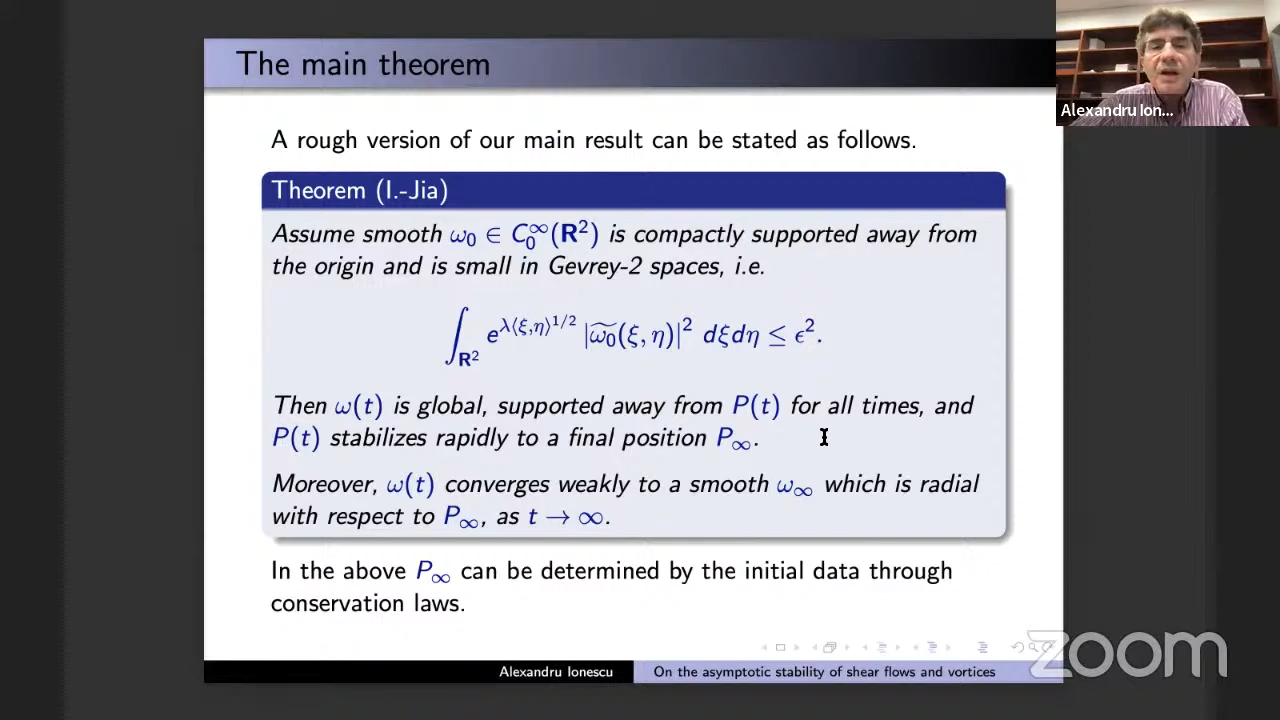 The main theorem
Alexandru Ion...
A rough version of our main result can be stated as follows.
Theorem (I.-Jia)
Assume smooth ω₀ ∈ C₀^∞(R²) is compactly supported away from
the origin and is small in Gevrey-2 spaces, i.e.
∫_{R²} e^{λ⟨ξ,η⟩^{1/2}} |ω̃₀(ξ, η)|² dξdη ≤ ϵ².
Then ω(t) is global, supported away from P(t) for all times, and
P(t) stabilizes rapidly to a final position P∞.
Moreover, ω(t) converges weakly to a smooth ω∞ which is radial
with respect to P∞, as t → ∞.
In the above P∞ can be determined by the initial data through
conservation laws.
zoom
Alexandru Ionescu
On the asymptotic stability of shear flows and vortices